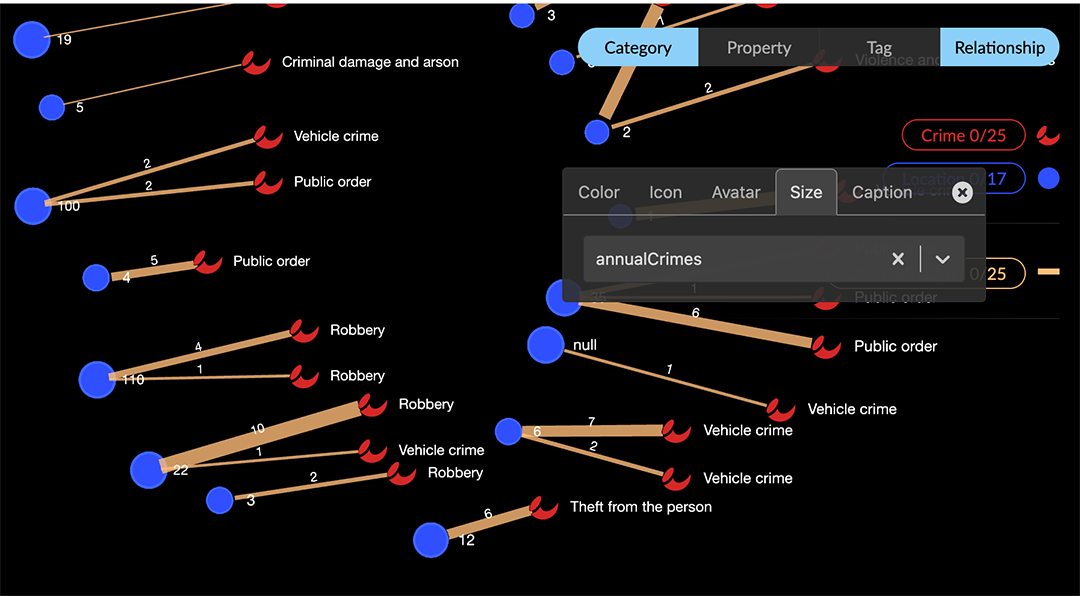 19
3
Category
Property
Tag
Relationship
Criminal damage and arson
Violence and
2
5
2
Vehicle crime
Crime 0/25
2
2
Public order
Location 0/17
100
Color
Icon
Avatar
Size
Caption
annualCrimes
5
Public order
4
0/25
1
Public order
6
4
Robbery
null
Public order
110
1
Robbery
1
10
Robbery
Vehicle crime
7
Vehicle crime
6
2
1
Vehicle crime
22
2
Robbery
Vehicle crime
3
6
Theft from the person
12